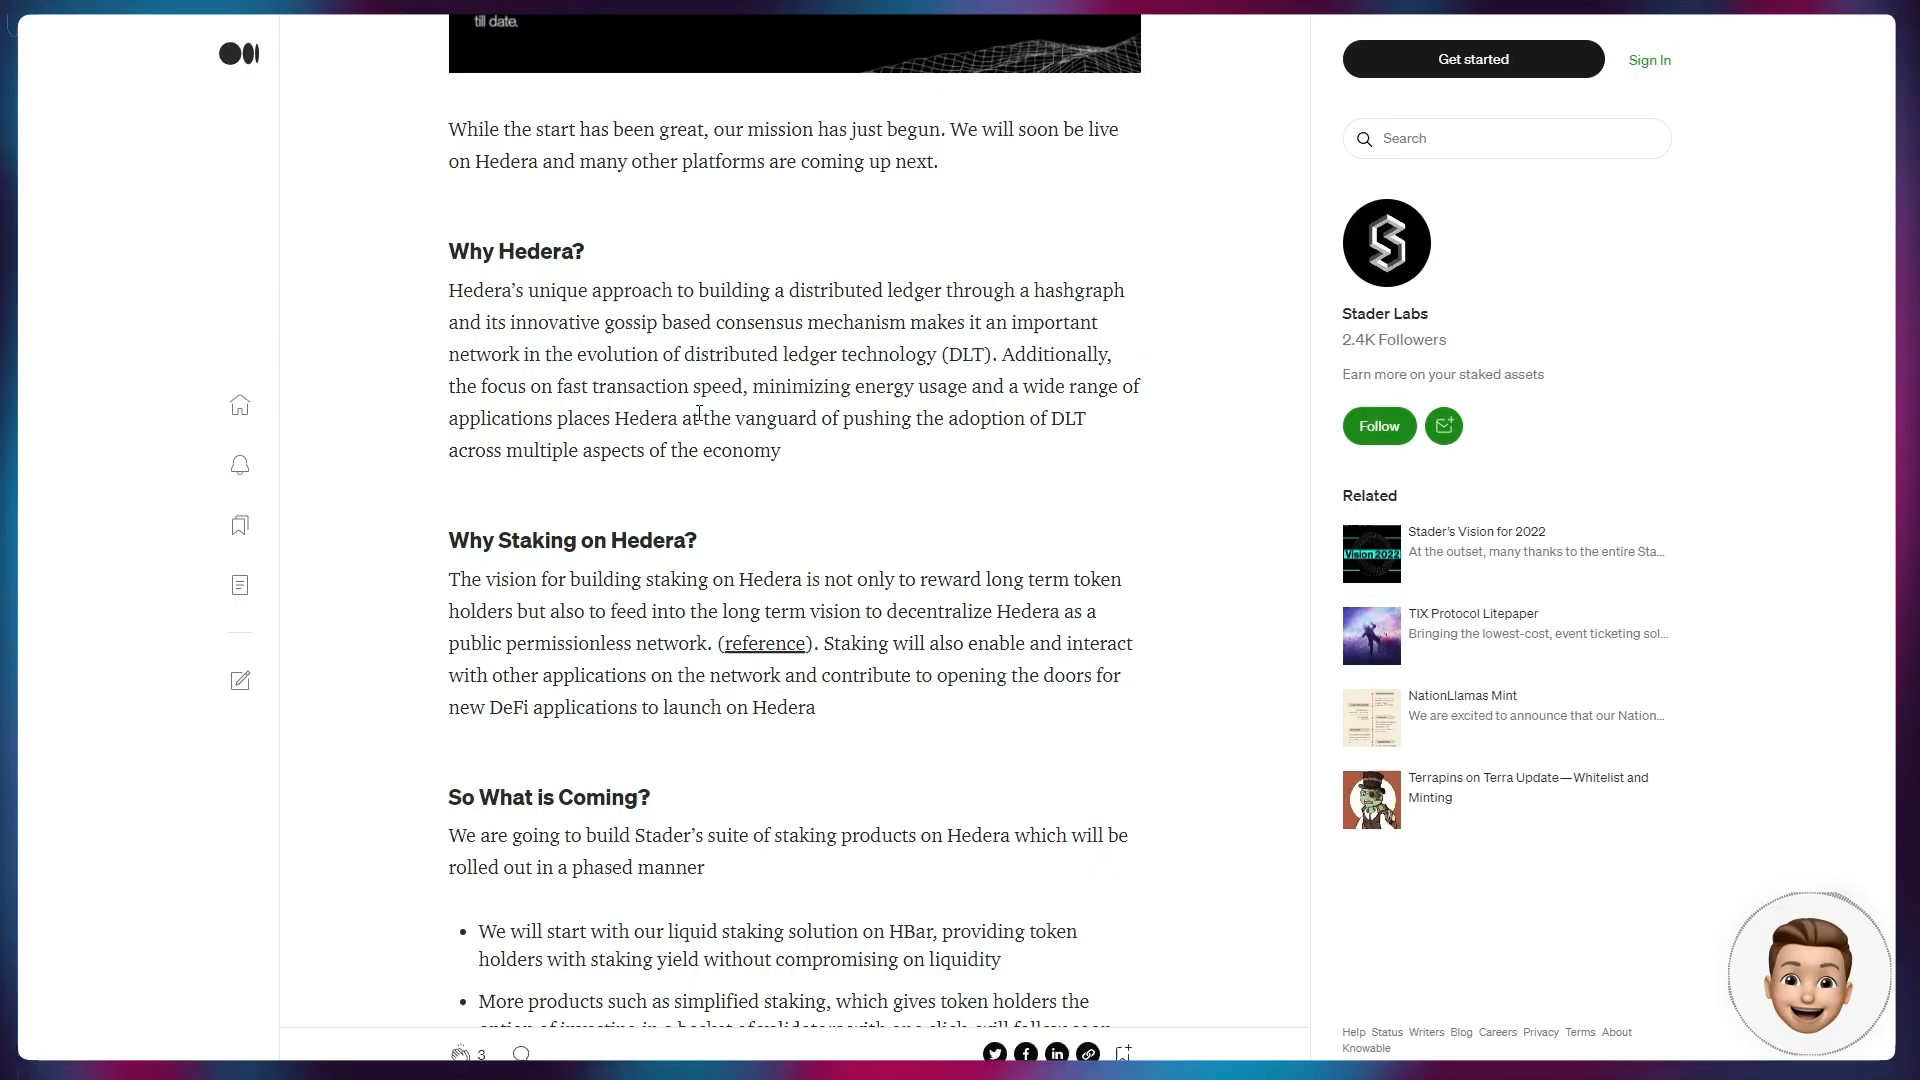 till date.
While the start has been great, our mission has just begun. We will soon be live
on Hedera and many other platforms are coming up next.
Why Hedera?
Hedera’s unique approach to building a distributed ledger through a hashgraph
and its innovative gossip based consensus mechanism makes it an important
network in the evolution of distributed ledger technology (DLT). Additionally,
the focus on fast transaction speed, minimizing energy usage and a wide range of
applications places Hedera at the vanguard of pushing the adoption of DLT
across multiple aspects of the economy
Why Staking on Hedera?
The vision for building staking on Hedera is not only to reward long term token
holders but also to feed into the long term vision to decentralize Hedera as a
public permissionless network. (reference). Staking will also enable and interact
with other applications on the network and contribute to opening the doors for
new DeFi applications to launch on Hedera
So What is Coming?
We are going to build Stader’s suite of staking products on Hedera which will be
rolled out in a phased manner
• We will start with our liquid staking solution on HBar, providing token
holders with staking yield without compromising on liquidity
• More products such as simplified staking, which gives token holders the
option of investing in a basket of validators with one click, will follow soon
3
Get started
Sign In
Search
Stader Labs
2.4K Followers
Earn more on your staked assets
Follow
Related
Stader’s Vision for 2022
At the outset, many thanks to the entire Sta...
Vision 2022
TIX Protocol Litepaper
Bringing the lowest-cost, event ticketing sol...
NationLlamas Mint
We are excited to announce that our Nation...
Terrapins on Terra Update—Whitelist and
Minting
Help Status Writers Blog Careers Privacy Terms About
Knowable